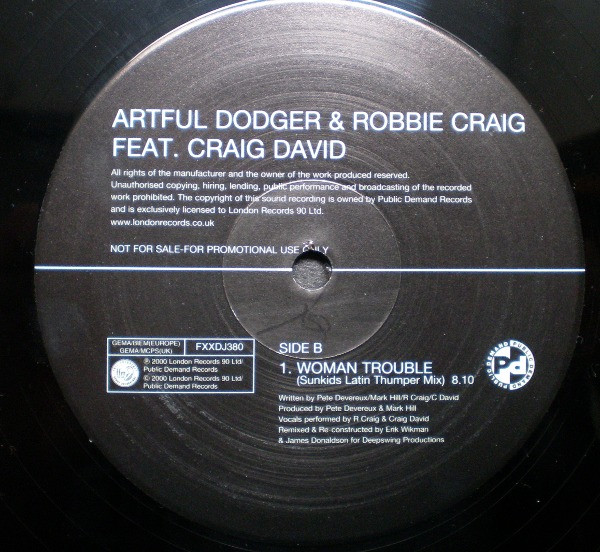 ARTFUL DODGER & ROBBIE CRAIG
FEAT. CRAIG DAVID
All rights of the manufacturer and the owner of the work produced reserved.
Unauthorised copying, hiring, lending, public performance and broadcasting of the recorded
work prohibited. The copyright of this sound recording is owned by Public Demand Records
and is exclusively licensed to London Records 90 Ltd.
www.londonrecords.co.uk
NOT FOR SALE-FOR PROMOTIONAL USE ONLY
GEMA/BIEM(EUROPE)
GEMA/MCPS(UK)
FXXDJ380
℗ 2000 London Records 90 Ltd/
Public Demand Records
© 2000 London Records 90 Ltd/
Public Demand Records
SIDE B
1. WOMAN TROUBLE
(Sunkids Latin Thumper Mix) 8.10
Written by Pete Devereux/Mark Hill/R Craig/C David
Produced by Pete Devereux & Mark Hill
Vocals performed by R Craig & Craig David
Remixed & Re-constructed by Erik Wikman
& James Donaldson for Deepswing Productions
Pd
PUBLIC DEMAND RECORDS